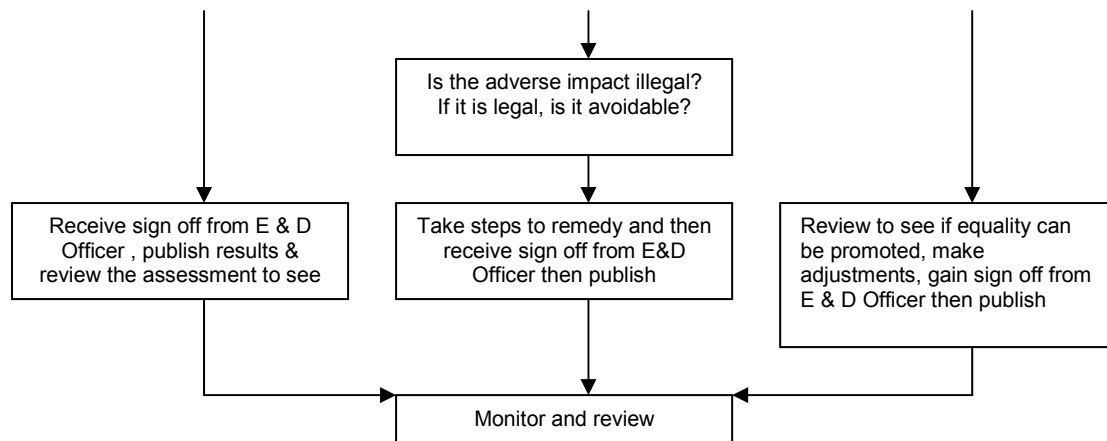 Is the adverse impact illegal?
If it is legal, is it avoidable?
Receive sign off from E & D
Officer , publish results &
review the assessment to see
Take steps to remedy and then
receive sign off from E&D
Officer then publish
Review to see if equality can
be promoted, make
adjustments, gain sign off from
E & D Officer then publish
Monitor and review